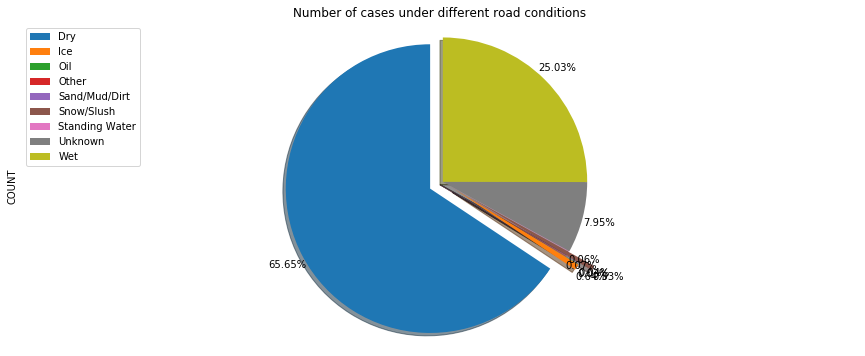 Number of cases under different road conditions
Dry
Ice
Oil
Other
Sand/Mud/Dirt
Snow/Slush
Standing Water
Unknown
Wet
COUNT
25.03%
7.95%
0.06%
65.65%